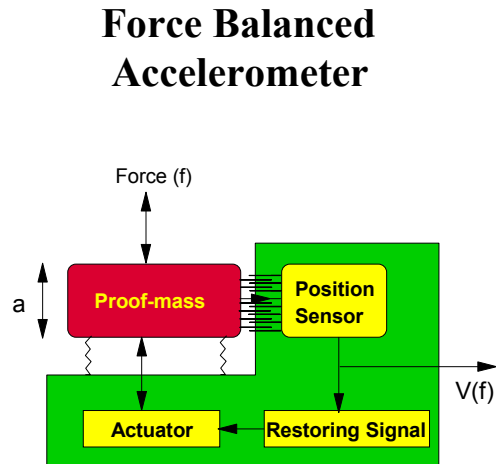 Force Balanced
Accelerometer
Force (f)
a
Proof-mass
Position
Sensor
V(f)
Actuator
Restoring Signal